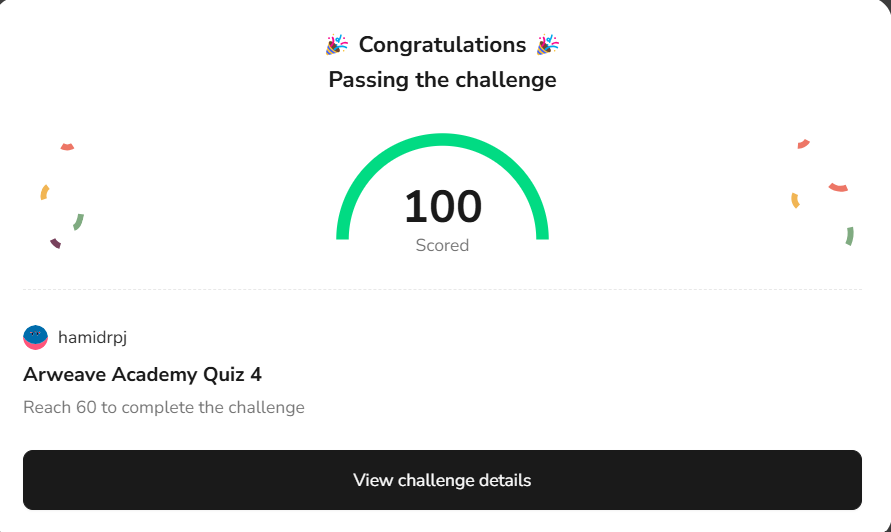 🎉 Congratulations 🎉
Passing the challenge
100
Scored
hamidrpj
Arweave Academy Quiz 4
Reach 60 to complete the challenge
View challenge details